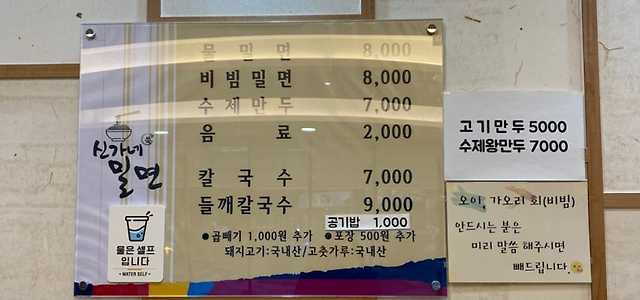 물밀면 8,000
비빔밀면 8,000
수제만두 7,000
음료 2,000
칼국수 7,000
들깨칼국수 9,000
공기밥 1,000
• 곱빼기 1,000원 추가 • 포장 500원 추가
돼지고기:국내산/고춧가루:국내산
신가네
밀면
물은 셀프
입니다
WATER SELF
고기만두 5000
수제왕만두 7000
오이, 가오리 회(비빔)
안드시는 분은
미리 말씀 해주시면
빼드립니다.